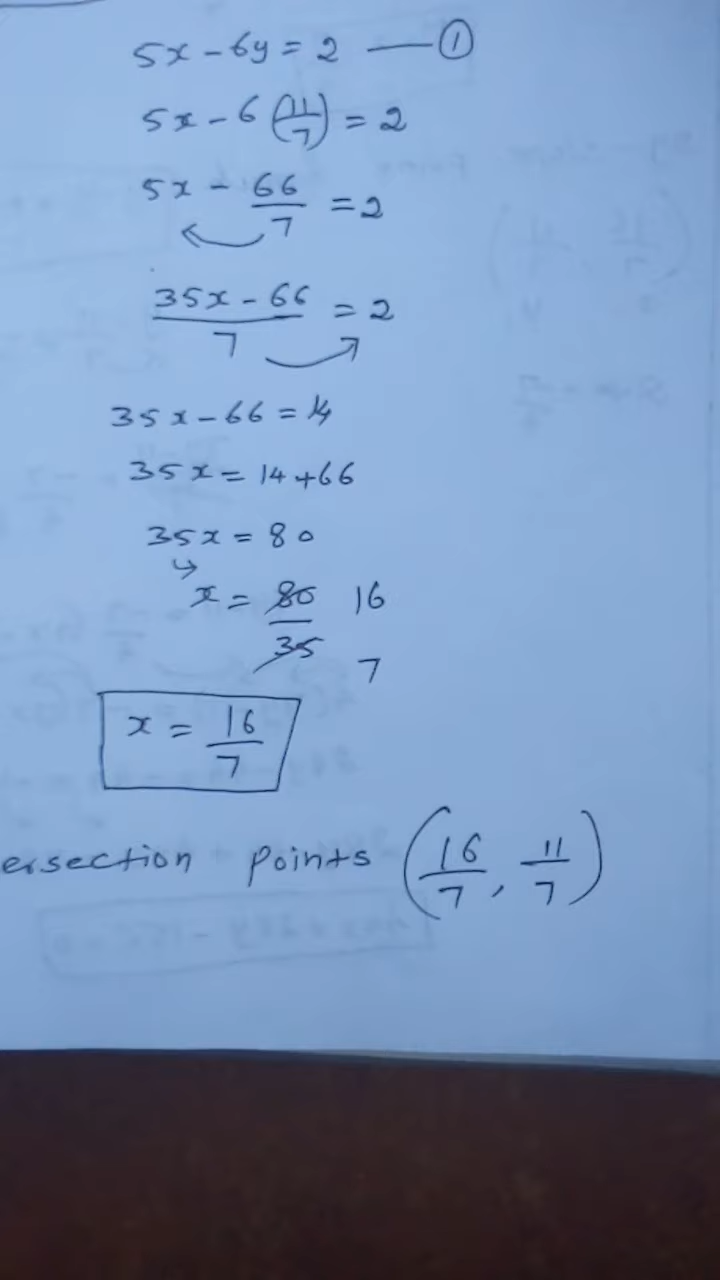 5x - 6y = 2 — ①
5x - 6(11/7) = 2
5x - 66/7 = 2
35x - 66/7 = 2
35x - 66 = 14
35x = 14 + 66
35x = 80
x = 80/35 16/7
x = 16/7
ersection points (16/7, 11/7)